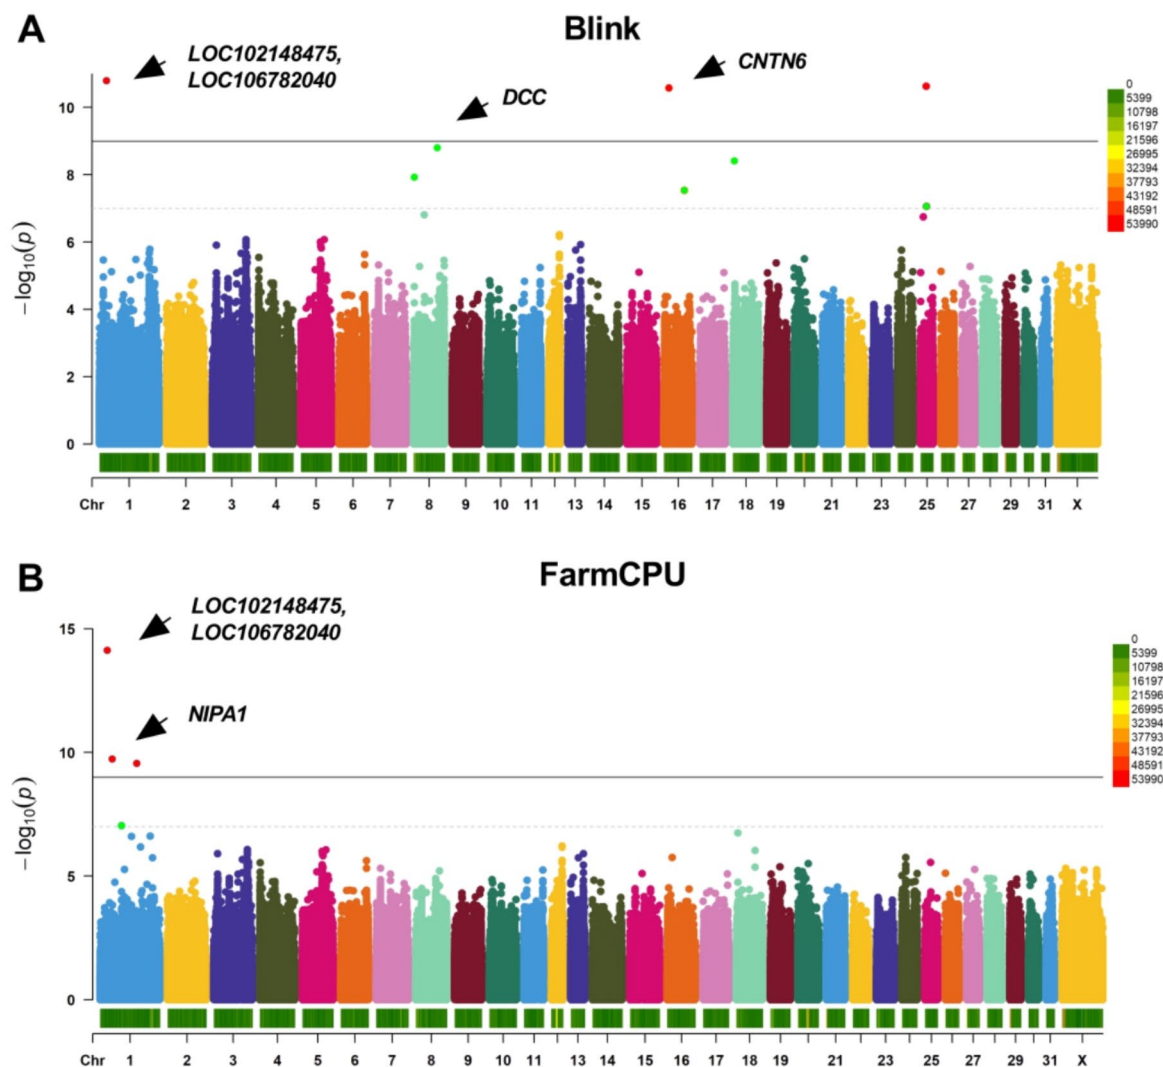 A
Blink
LOC102148475,
LOC106782040
DCC
CNTN6
10
8
6
4
2
0
−log10(p)
0
5399
10798
16197
21596
26995
32394
37793
43192
48591
53990
Chr 1 2 3 4 5 6 7 8 9 10 11 13 14 15 16 17 18 19 21 23 25 27 29 31 X
B
FarmCPU
LOC102148475,
LOC106782040
NIPA1
15
10
5
0
−log10(p)
0
5399
10798
16197
21596
26995
32394
37793
43192
48591
53990
Chr 1 2 3 4 5 6 7 8 9 10 11 13 14 15 16 17 18 19 21 23 25 27 29 31 X